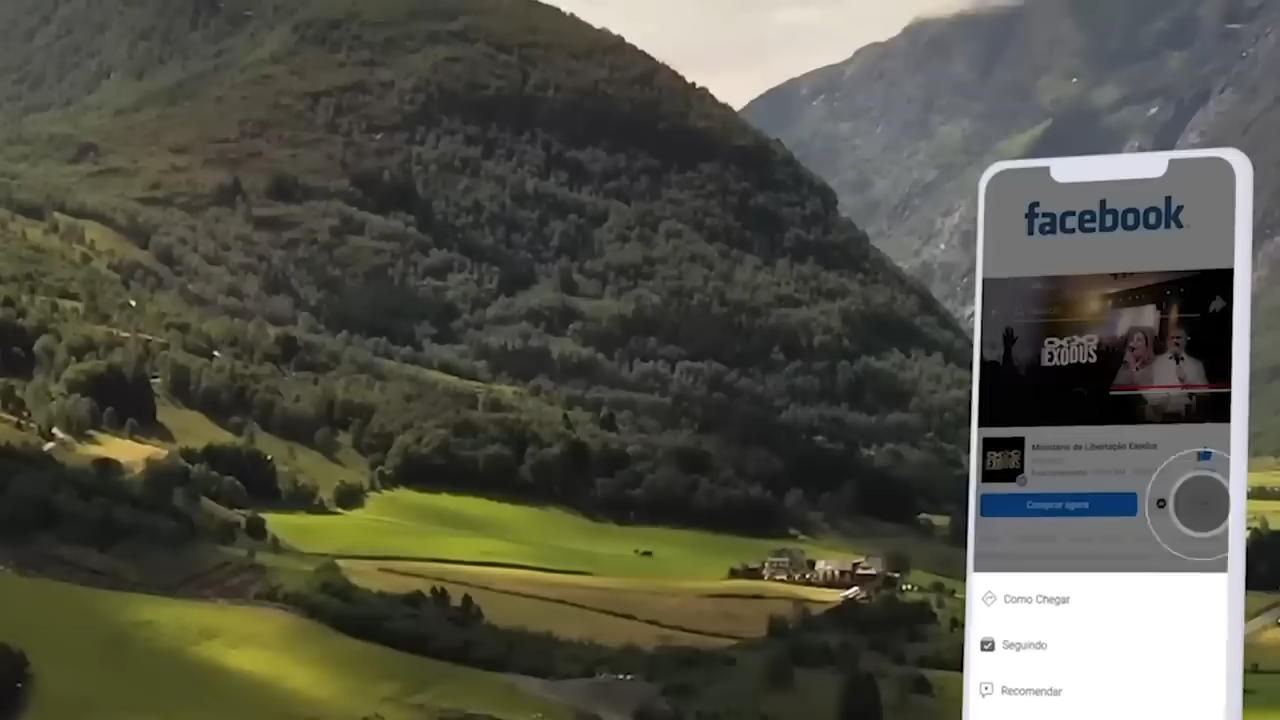 facebook
EXODUS
Ministério de Libertação Exodus
Comprar agora
Como Chegar
Seguindo
Recomendar